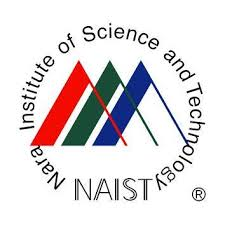 Nara Institute of Science and Technology
NAIST ®